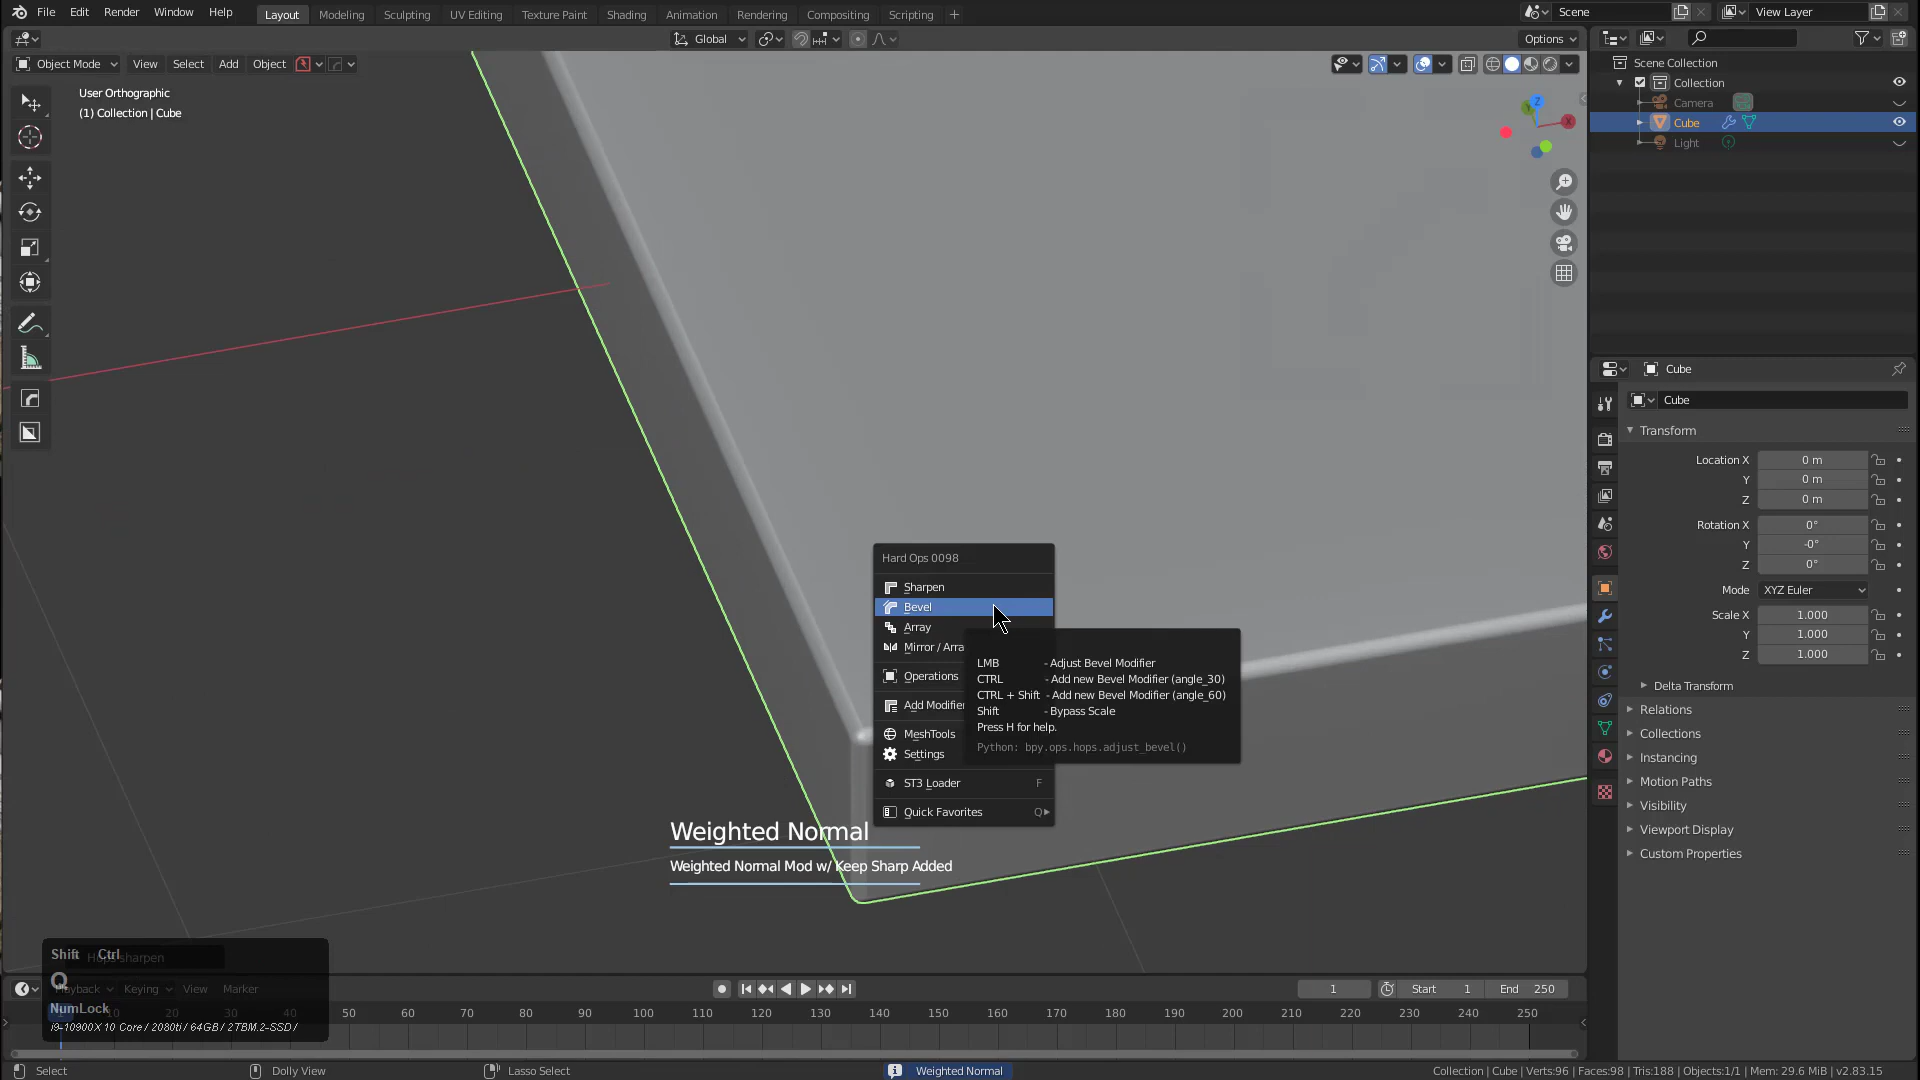 File Edit Render Window Help Layout Modeling Sculpting UV Editing Texture Paint Shading Animation Rendering Compositing Scripting Scene View Layer
Global Options
Object Mode View Select Add Object
User Orthographic
(1) Collection | Cube
Z
Y
X
Scene Collection
Collection
Camera
Cube
Light
Cube
Cube
Transform
Location X 0 m
Y 0 m
Z 0 m
Rotation X 0°
Y -0°
Z 0°
Mode XYZ Euler
Scale X 1.000
Y 1.000
Z 1.000
Delta Transform
Relations
Collections
Instancing
Motion Paths
Visibility
Viewport Display
Custom Properties
Hard Ops 0098
Sharpen
Bevel
Array
Mirror / Arra
Operations
Add Modifier
MeshTools
Settings
ST3 Loader F
Quick Favorites Q
LMB - Adjust Bevel Modifier
CTRL - Add new Bevel Modifier (angle_30)
CTRL + Shift - Add new Bevel Modifier (angle_60)
Shift - Bypass Scale
Press H for help.
Python: bpy.ops.hops.adjust_bevel()
Weighted Normal
Weighted Normal Mod w/ Keep Sharp Added
Shift Ctrl
Hops sharpen
Q
NumLock
i9-10900X 10 Core / 2080ti / 64GB / 2TBM.2-SSD /
Playback Keying View Marker 1 Start 1 End 250
1 10 20 30 40 50 60 70 80 90 100 110 120 130 140 150 160 170 180 190 200 210 220 230 240 250
Select Dolly View Lasso Select Weighted Normal Collection | Cube | Verts:96 | Faces:98 | Tris:188 | Objects:1/1 | Mem: 29.6 MiB | v2.83.15